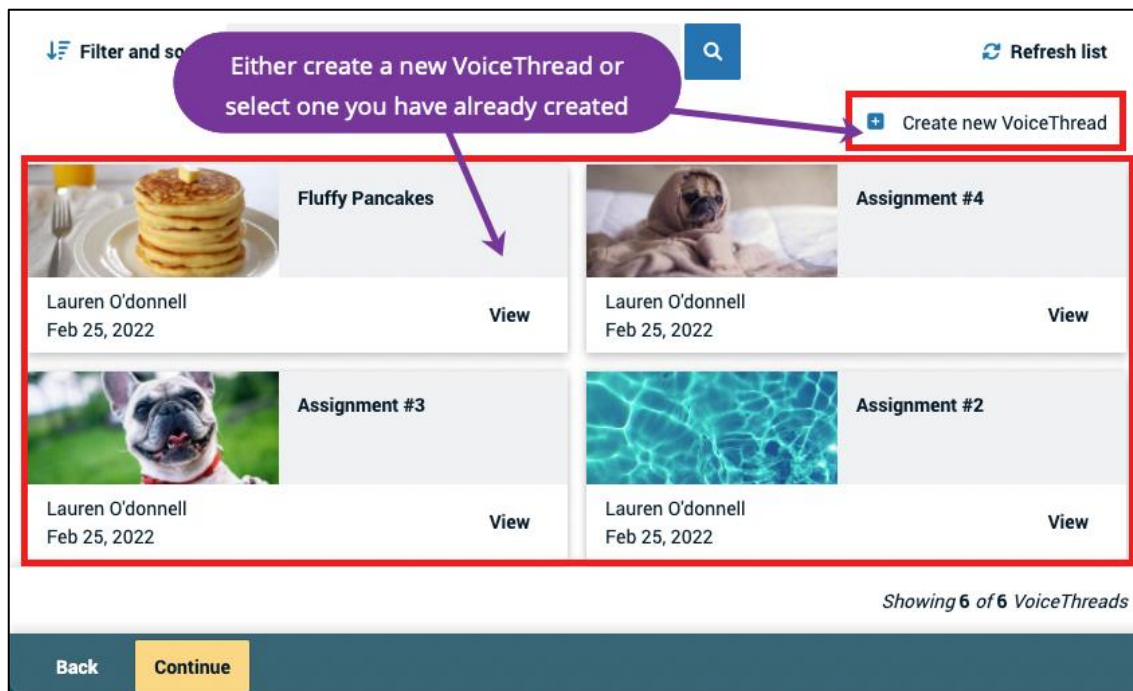 Filter and so
Refresh list
Either create a new VoiceThread or
select one you have already created
Create new VoiceThread
Fluffy Pancakes
Assignment #4
Lauren O'donnell
View
Feb 25, 2022
Lauren O'donnell
View
Feb 25, 2022
Assignment #3
Assignment #2
Lauren O'donnell
View
Feb 25, 2022
Lauren O'donnell
View
Feb 25, 2022
Showing 6 of 6 VoiceThreads
Back
Continue